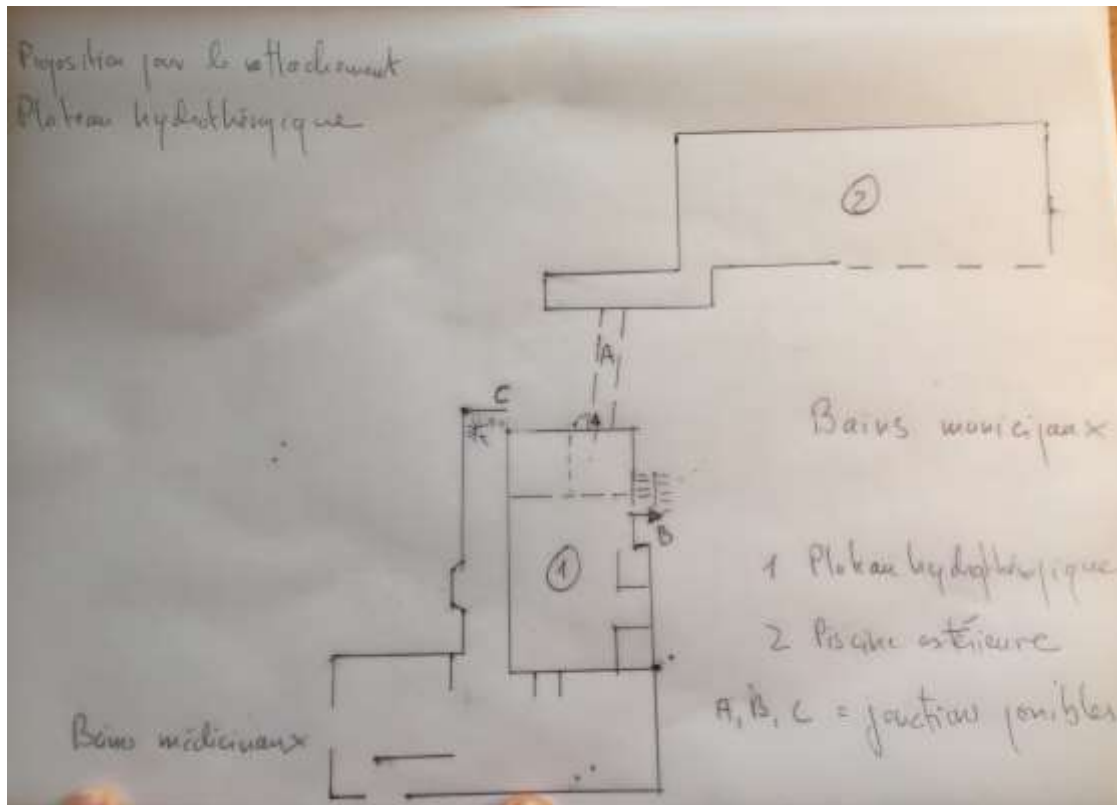 Proposition pour le rattachement
Plateau hydrothérapique
2
A
C
Bains municipaux
B
1
1 Plateau hydrothérapique
2 Piscine extérieure
A, B, C = jonctions possibles
Bains médicinaux